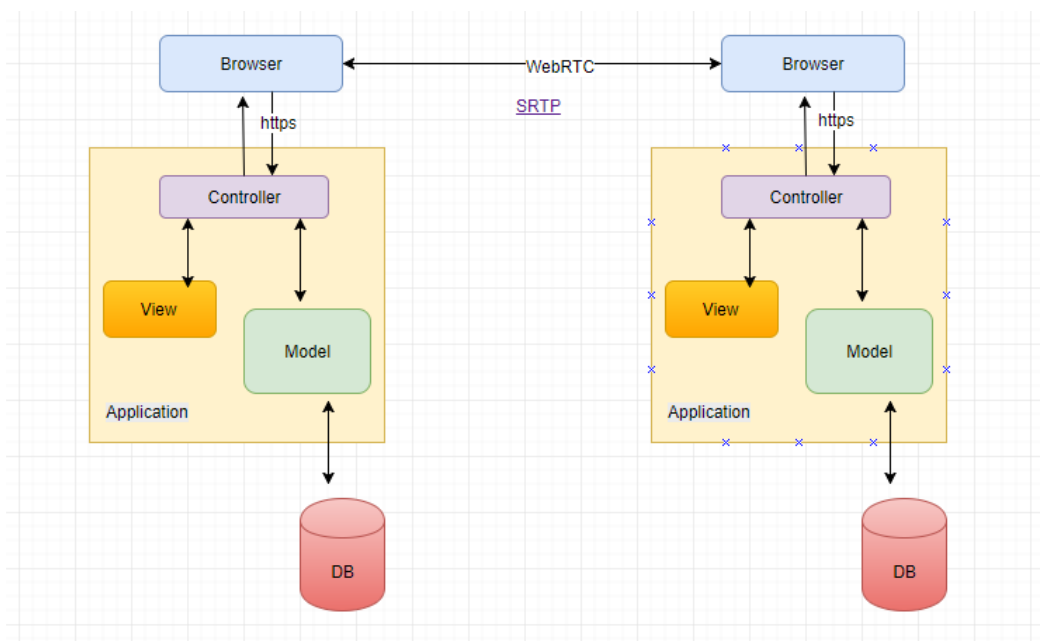 Browser
WebRTC
Browser
SRTP
https
https
Controller
Controller
View
View
Model
Model
Application
Application
DB
DB